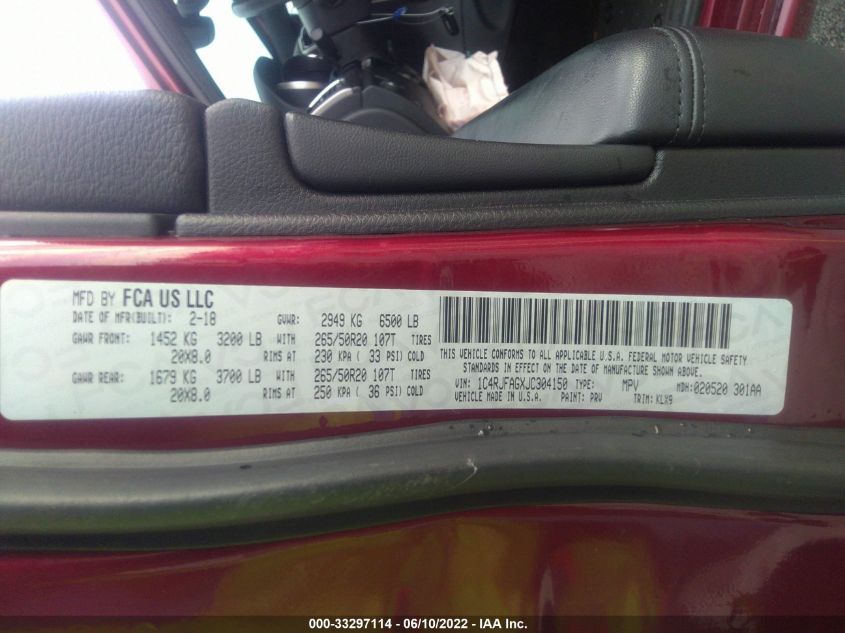 MFD BY FCA US LLC
DATE OF MFR(BUILT): 2-18 GVWR: 2949 KG 6500 LB
GAWR FRONT: 1452 KG 3200 LB WITH 265/50R20 107T TIRES
20X8.0 RIMS AT 230 KPA ( 33 PSI) COLD
GAWR REAR: 1679 KG 3700 LB WITH 265/50R20 107T TIRES
20X8.0 RIMS AT 250 KPA ( 36 PSI) COLD
THIS VEHICLE CONFORMS TO ALL APPLICABLE U.S.A. FEDERAL MOTOR VEHICLE SAFETY
STANDARDS IN EFFECT ON THE DATE OF MANUFACTURE SHOWN ABOVE.
VIN: 1C4RJFAGXJC304150 TYPE: MPV MDH: 020520 301AA
VEHICLE MADE IN U.S.A. PAINT: PRV TRIM: KLX9
000-33297114 - 06/10/2022 - IAA Inc.